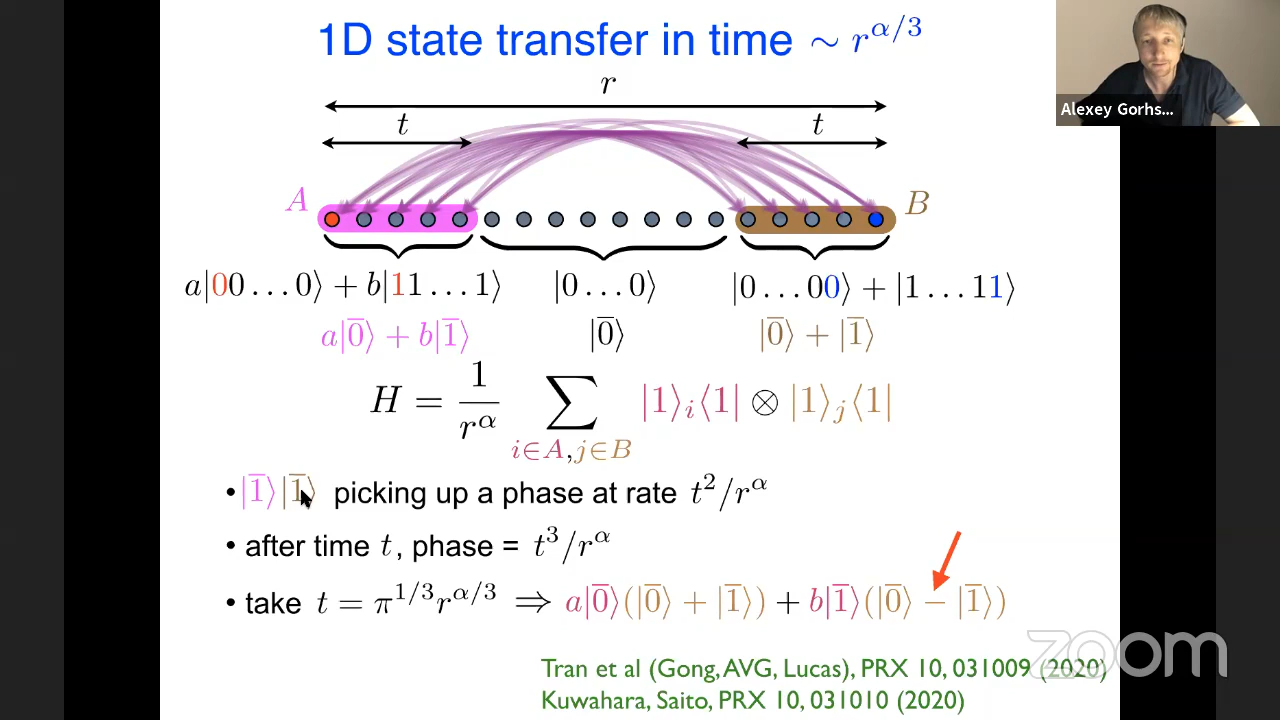 1D state transfer in time ∼ r^{α/3}
Alexey Gorhs...
r
t
t
A
B
a|00...0⟩ + b|11...1⟩
|0...0⟩
|0...00⟩ + |1...11⟩
a|0̅⟩ + b|1̅⟩
|0̅⟩
|0̅⟩ + |1̅⟩
H = \frac{1}{r^α} \sum_{i∈A,j∈B} |1⟩_i⟨1| ⊗ |1⟩_j⟨1|
• |1̅⟩|1̅⟩ picking up a phase at rate t²/r^α
• after time t, phase = t³/r^α
• take t = π^{1/3}r^{α/3} ⟹ a|0̅⟩(|0̅⟩ + |1̅⟩) + b|1̅⟩(|0̅⟩ − |1̅⟩)
zoom
Tran et al (Gong, AVG, Lucas), PRX 10, 031009 (2020)
Kuwahara, Saito, PRX 10, 031010 (2020)